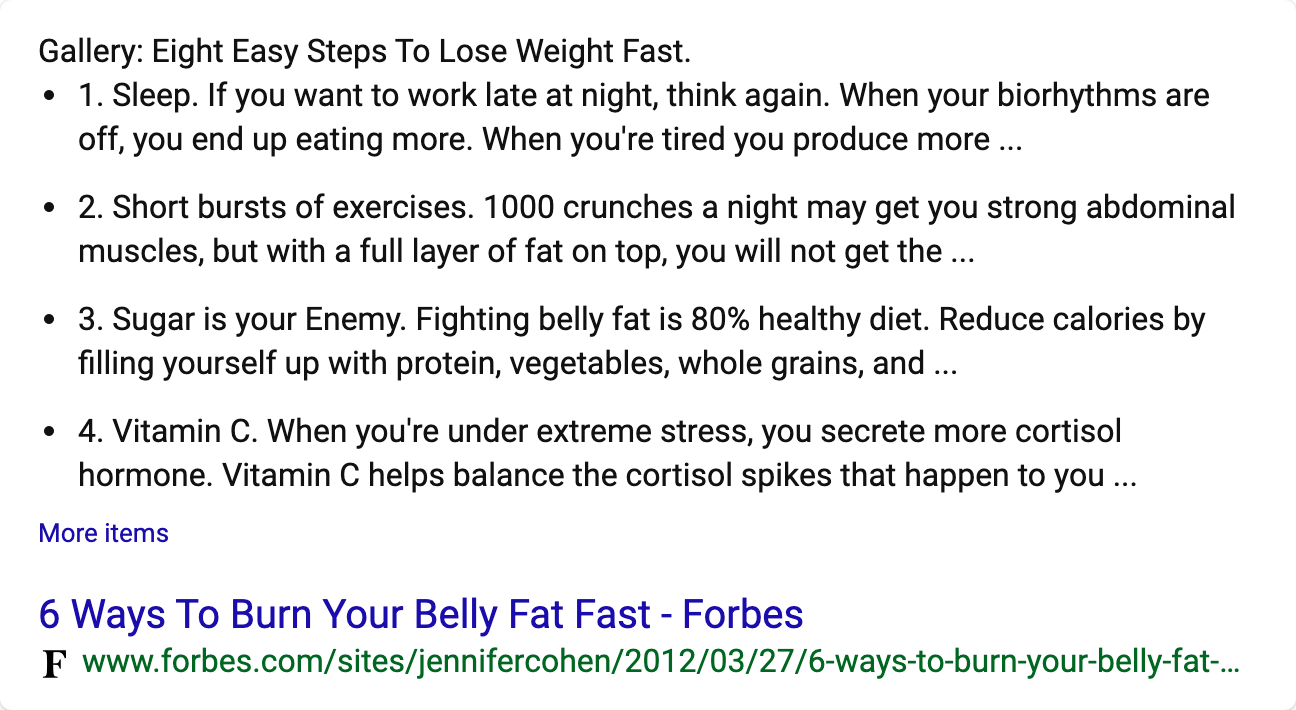 Gallery: Eight Easy Steps To Lose Weight Fast.
• 1. Sleep. If you want to work late at night, think again. When your biorhythms are
off, you end up eating more. When you're tired you produce more ...
• 2. Short bursts of exercises. 1000 crunches a night may get you strong abdominal
muscles, but with a full layer of fat on top, you will not get the ...
• 3. Sugar is your Enemy. Fighting belly fat is 80% healthy diet. Reduce calories by
filling yourself up with protein, vegetables, whole grains, and ...
• 4. Vitamin C. When you're under extreme stress, you secrete more cortisol
hormone. Vitamin C helps balance the cortisol spikes that happen to you ...
More items
6 Ways To Burn Your Belly Fat Fast - Forbes
F www.forbes.com/sites/jennifercohen/2012/03/27/6-ways-to-burn-your-belly-fat-...